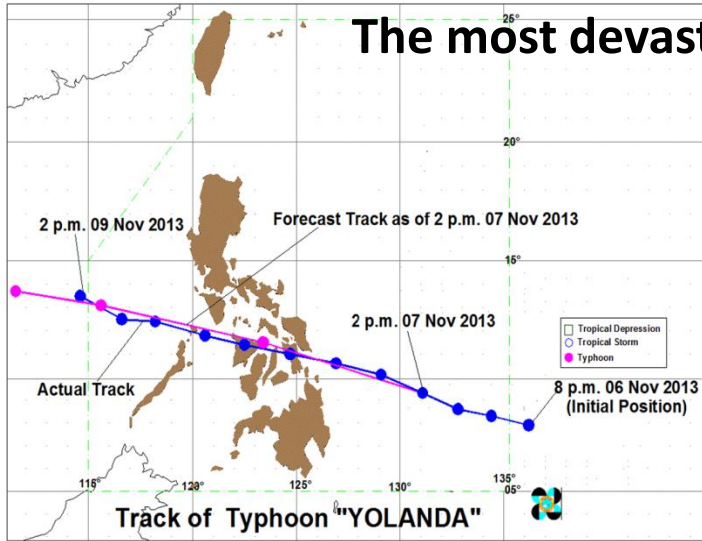 The most devast
25°
20°
2 p.m. 09 Nov 2013
Forecast Track as of 2 p.m. 07 Nov 2013
15°
2 p.m. 07 Nov 2013
Tropical Depression
Tropical Storm
Typhoon
Actual Track
8 p.m. 06 Nov 2013
(Initial Position)
115°
120°
125°
130°
135°
05°
Track of Typhoon "YOLANDA"